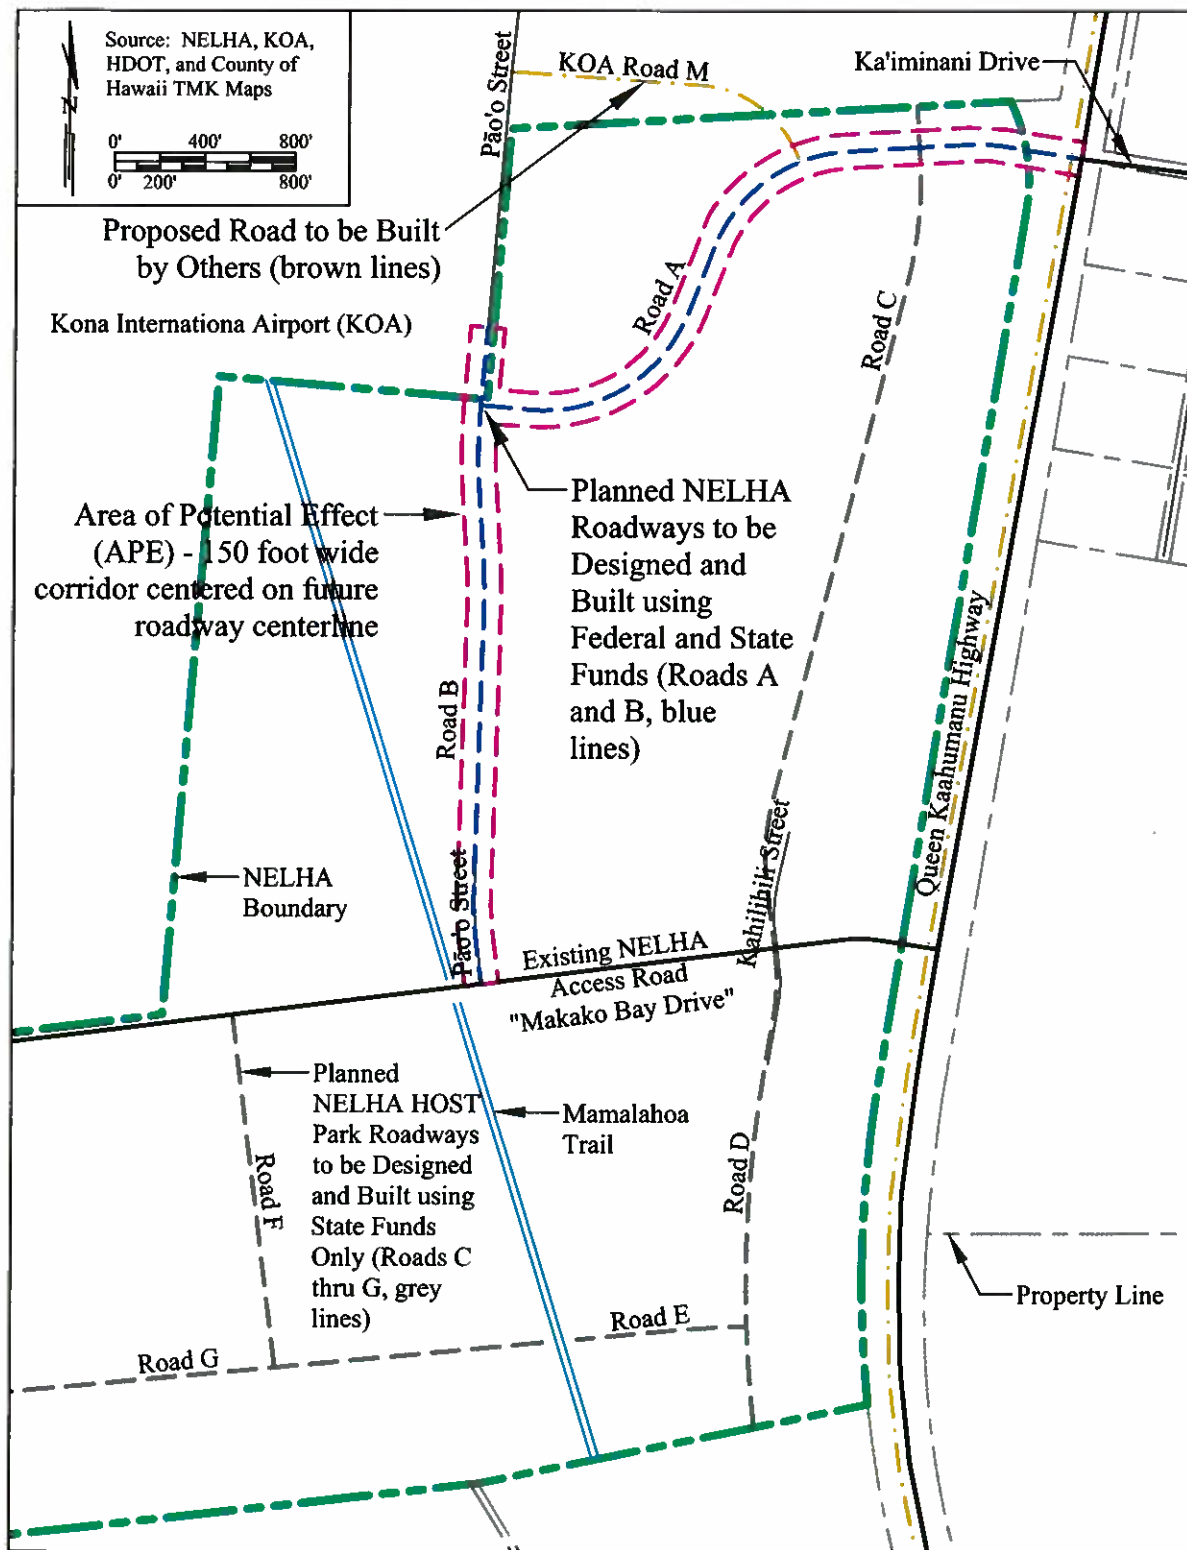 Source: NELHA, KOA,
HDOT, and County of
Hawaii TMK Maps
N
0' 400' 800'
0' 200' 800'
Pāo'o Street
KOA Road M
Ka'iminani Drive
Proposed Road to be Built
by Others (brown lines)
Kona Internationa Airport (KOA)
Road A
Road C
Area of Potential Effect
(APE) - 150 foot wide
corridor centered on future
roadway centerline
Planned NELHA
Roadways to be
Designed and
Built using
Federal and State
Funds (Roads A
and B, blue
lines)
Road B
Queen Kaahumanu Highway
Kahilihili Street
Pāo'o Street
NELHA
Boundary
Existing NELHA
Access Road
"Makako Bay Drive"
Planned
NELHA HOST
Park Roadways
to be Designed
and Built using
State Funds
Only (Roads C
thru G, grey
lines)
Mamalahoa
Trail
Road F
Road D
Property Line
Road E
Road G